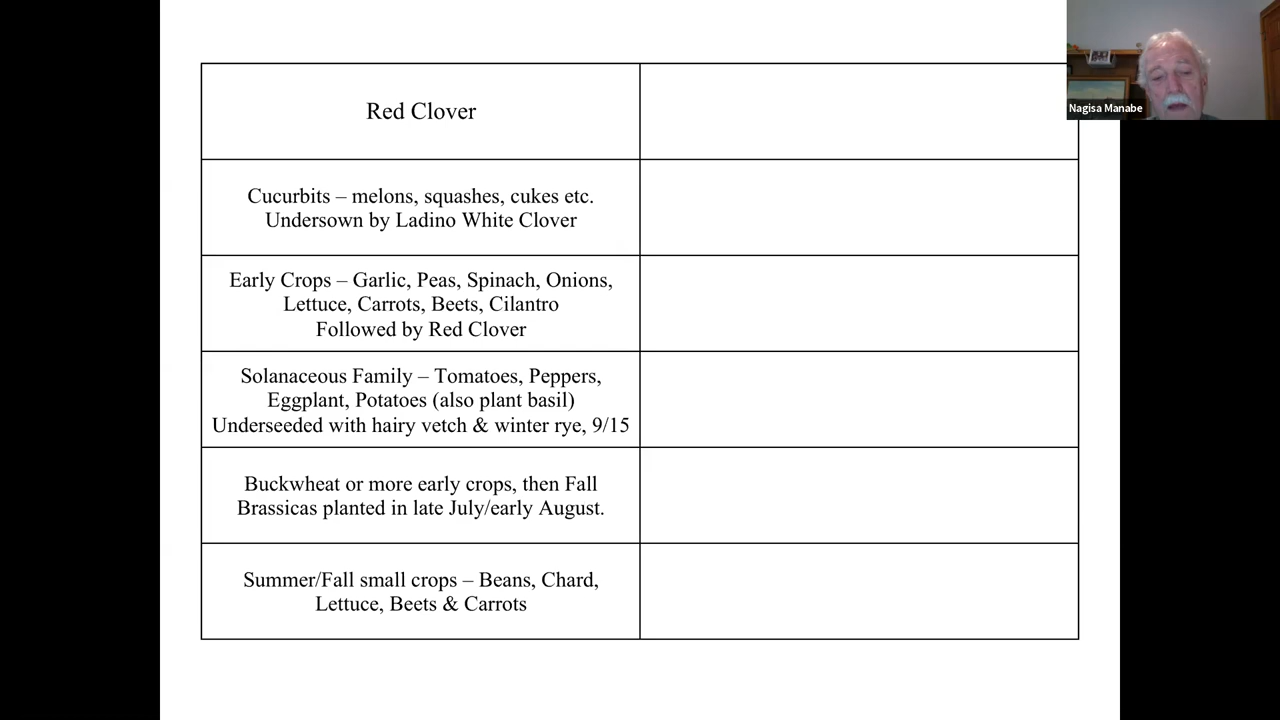 Red Clover
Cucurbits – melons, squashes, cukes etc.
Undersown by Ladino White Clover
Early Crops – Garlic, Peas, Spinach, Onions,
Lettuce, Carrots, Beets, Cilantro
Followed by Red Clover
Solanaceous Family – Tomatoes, Peppers,
Eggplant, Potatoes (also plant basil)
Underseeded with hairy vetch & winter rye, 9/15
Buckwheat or more early crops, then Fall
Brassicas planted in late July/early August.
Summer/Fall small crops – Beans, Chard,
Lettuce, Beets & Carrots
Nagisa Manabe